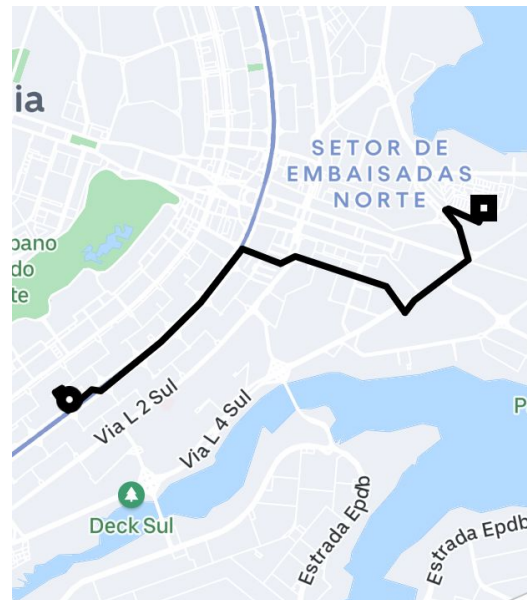 ia
SETOR DE
EMBAISADAS
NORTE
bano
do
te
Via L 2 Sul
Via L 4 Sul
P
Deck Sul
Estrada Epdb
Estrada Epdb